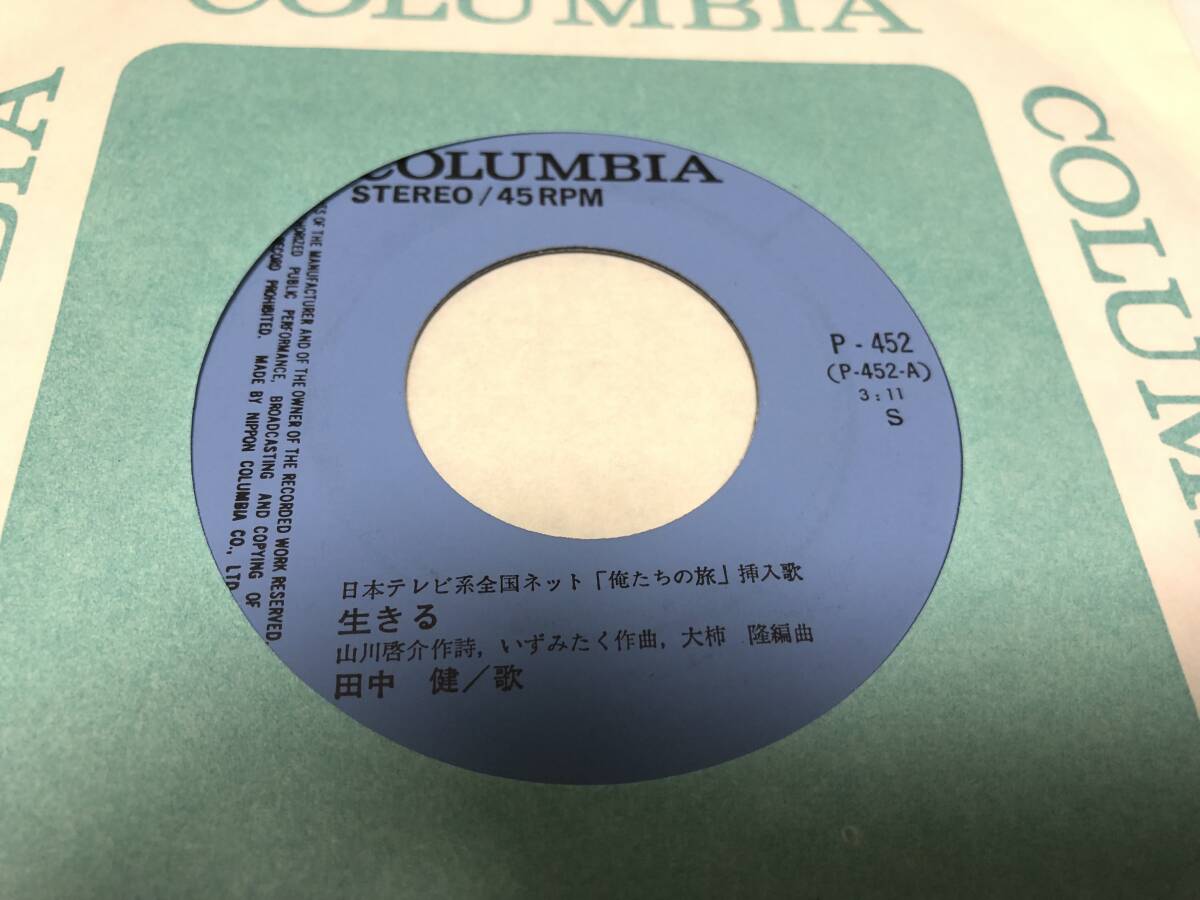 COLUMBIA
COLUMBIA
COLUMBIA
STEREO / 45 RPM
OF THE MANUFACTURER AND OF THE OWNER OF THE RECORDED WORK RESERVED.
PUBLIC PERFORMANCE, BROADCASTING AND COPYING OF
RECORD PROHIBITED. MADE BY NIPPON COLUMBIA CO., LTD.
P - 452
(P-452-A)
3:11
S
日本テレビ系全国ネット「俺たちの旅」挿入歌
生きる
山川啓介作詩, いずみたく作曲, 大柿 隆編曲
田中 健／歌